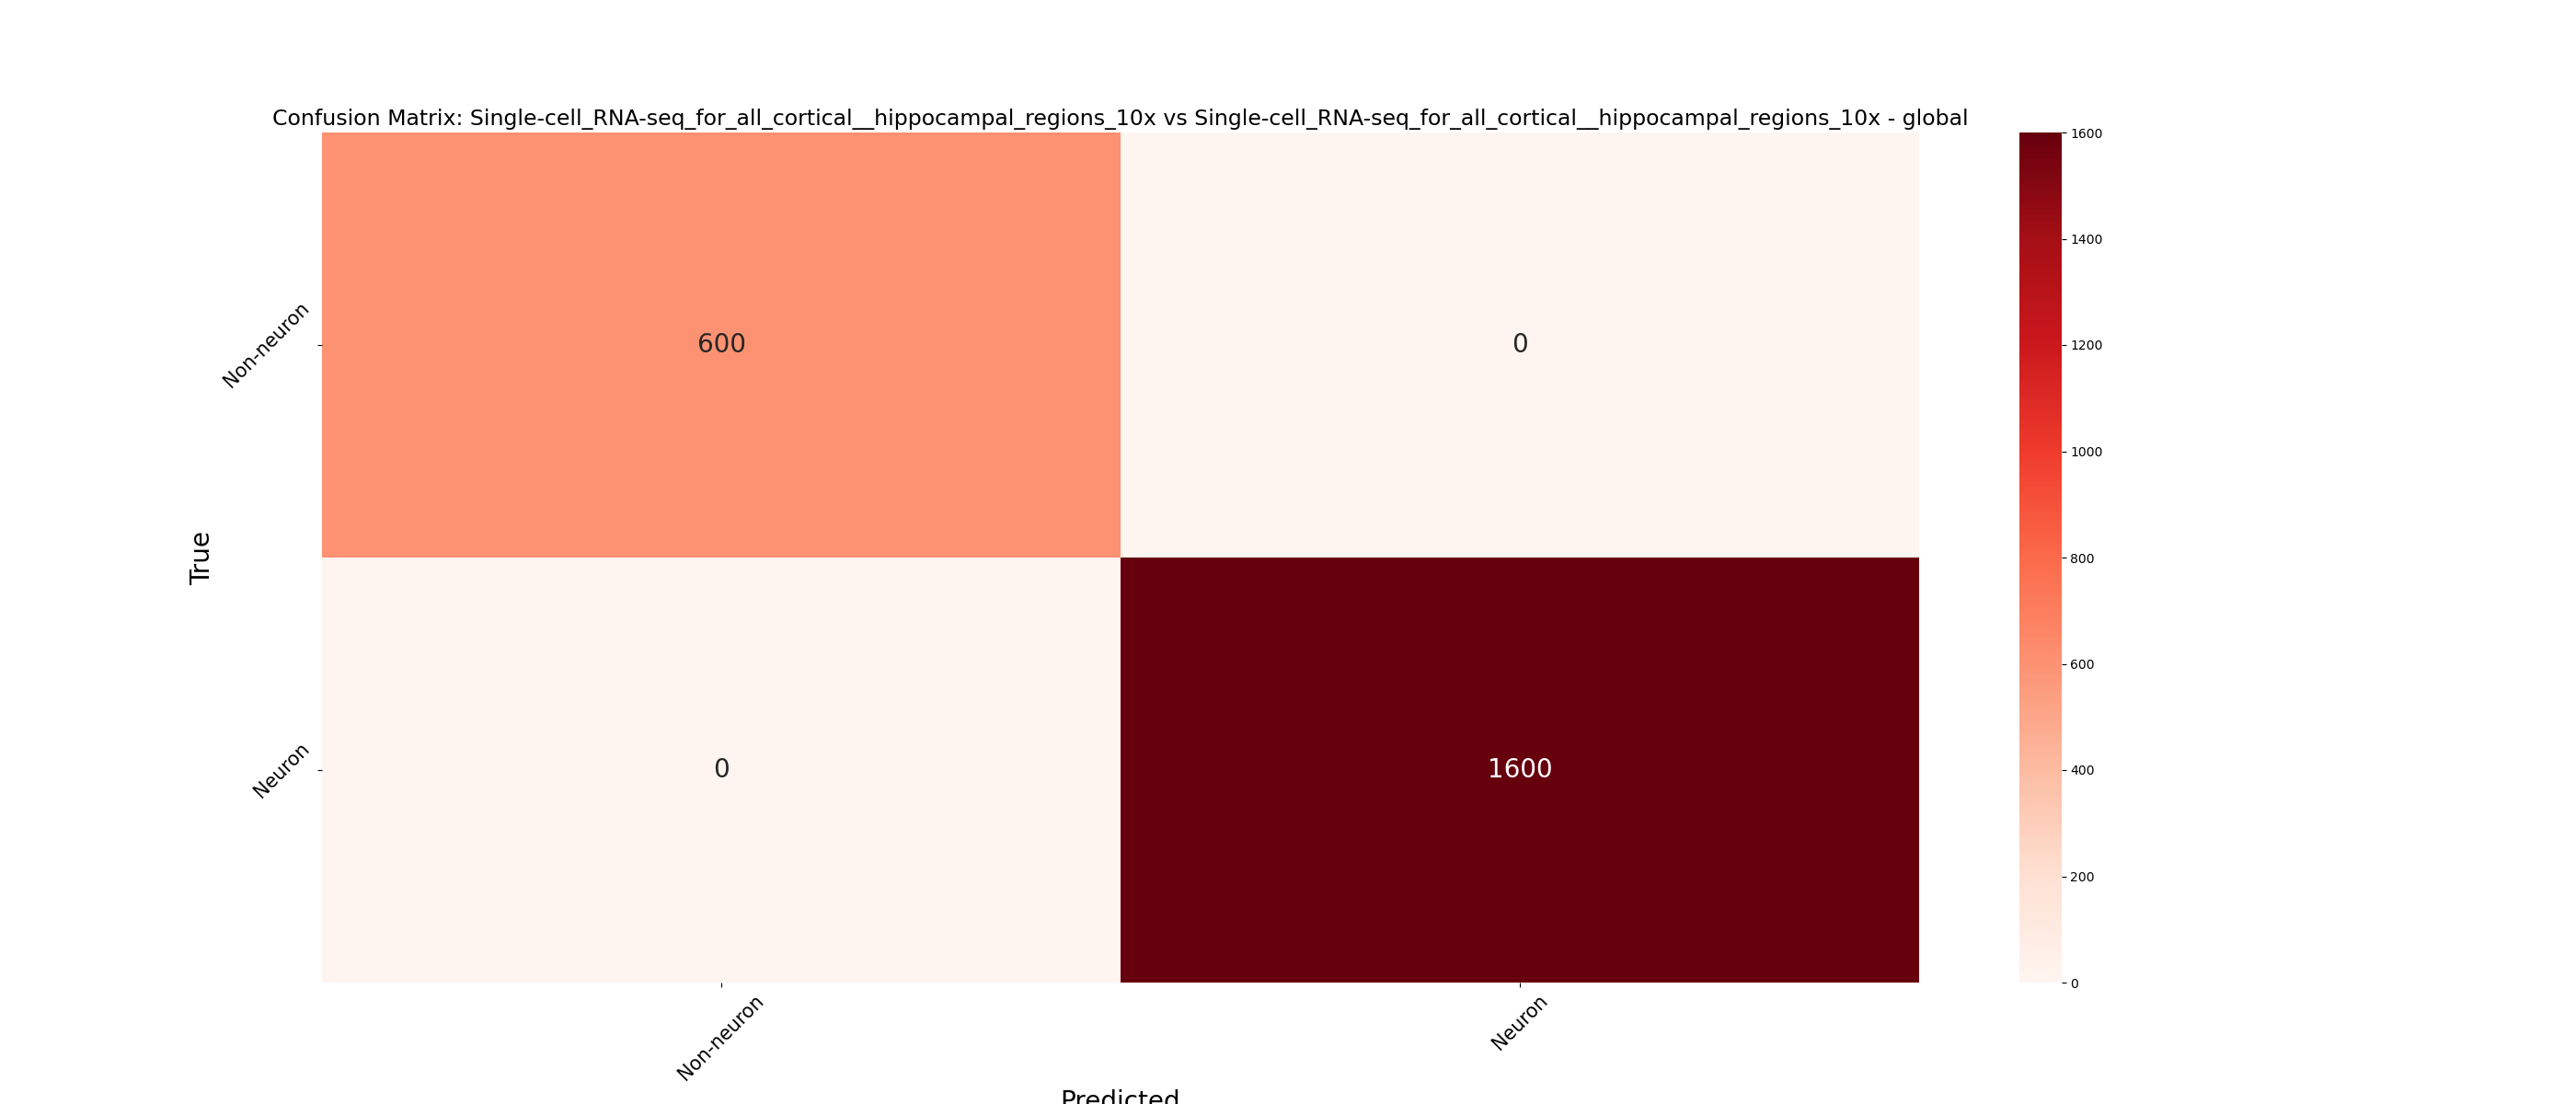 Confusion Matrix: Single-cell_RNA-seq_for_all_cortical__hippocampal_regions_10x vs Single-cell_RNA-seq_for_all_cortical__hippocampal_regions_10x - global
True
Non-neuron
Neuron
600
0
0
1600
Non-neuron
Neuron
Predicted
1600
1400
1200
1000
800
600
400
200
0